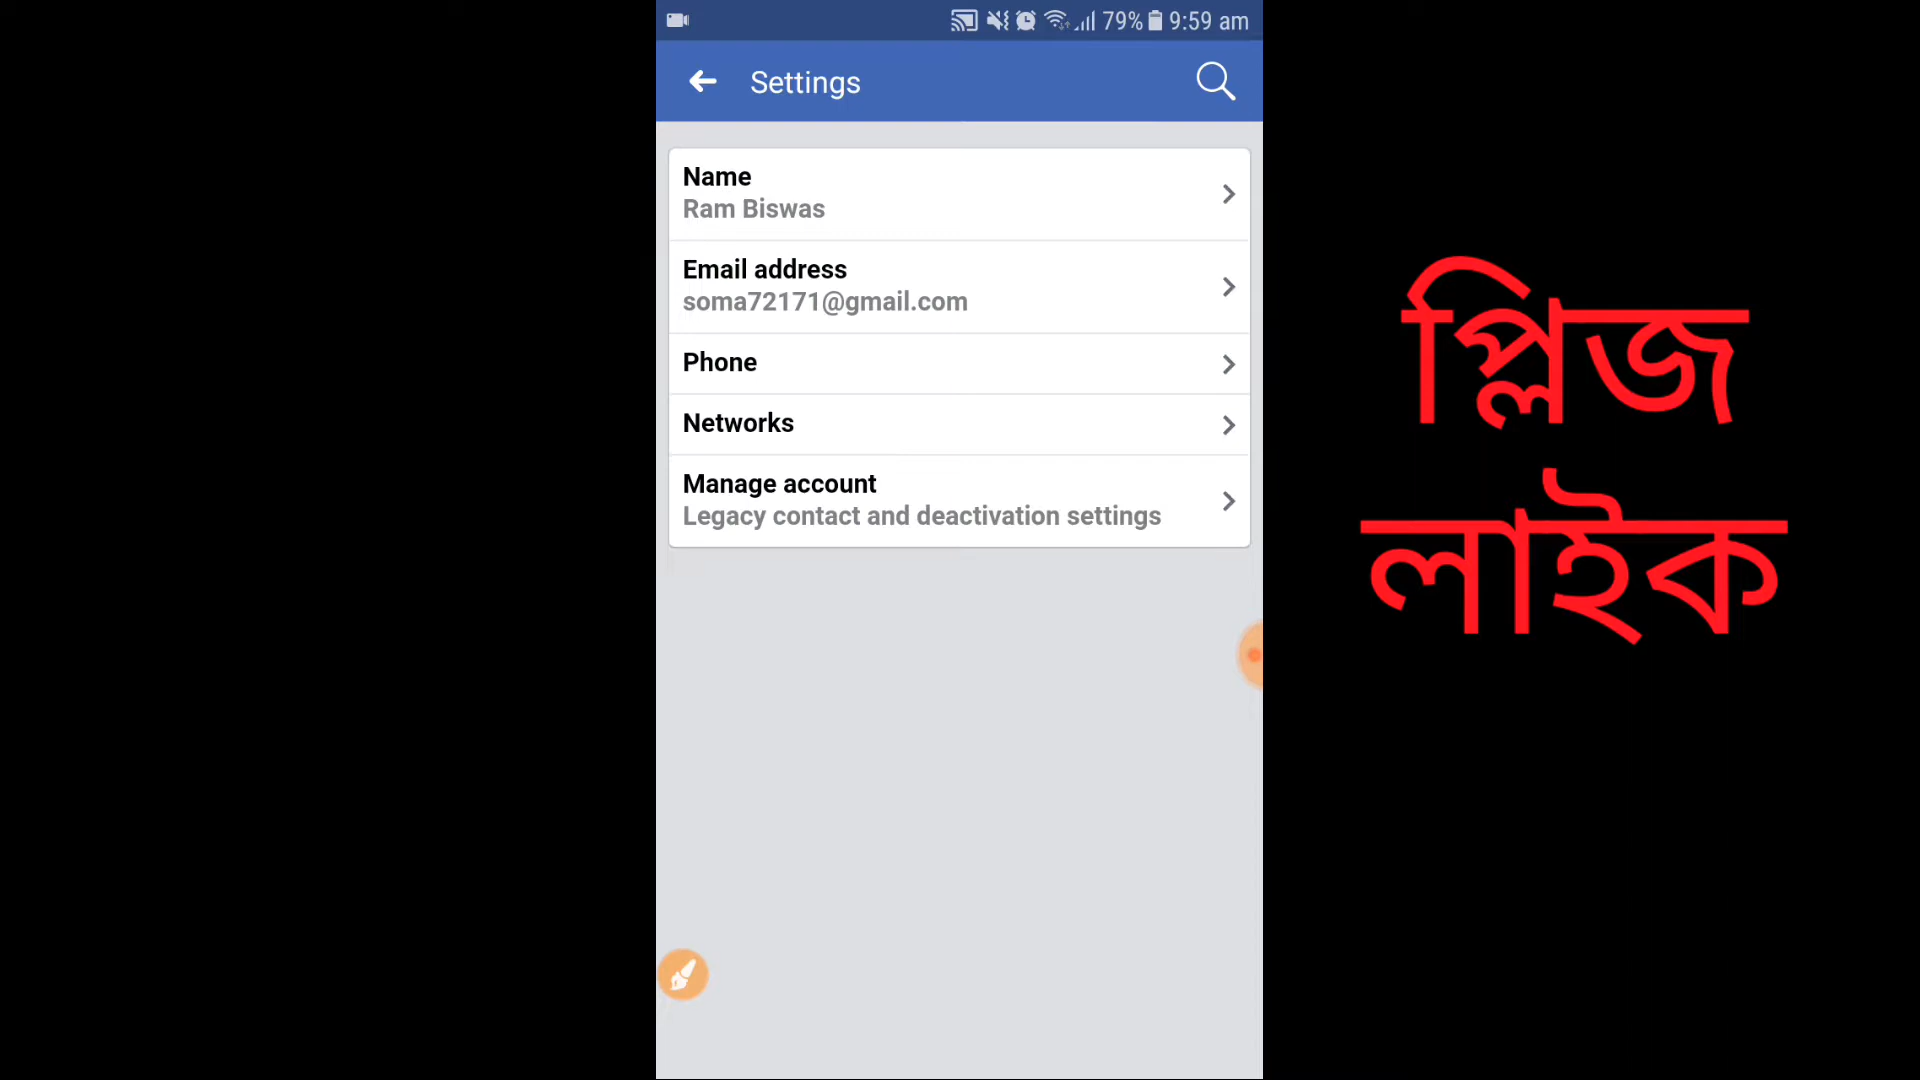 79% 9:59 am
Settings
Name
Ram Biswas
Email address
soma72171@gmail.com
Phone
Networks
Manage account
Legacy contact and deactivation settings
প্লিজ
লাইক